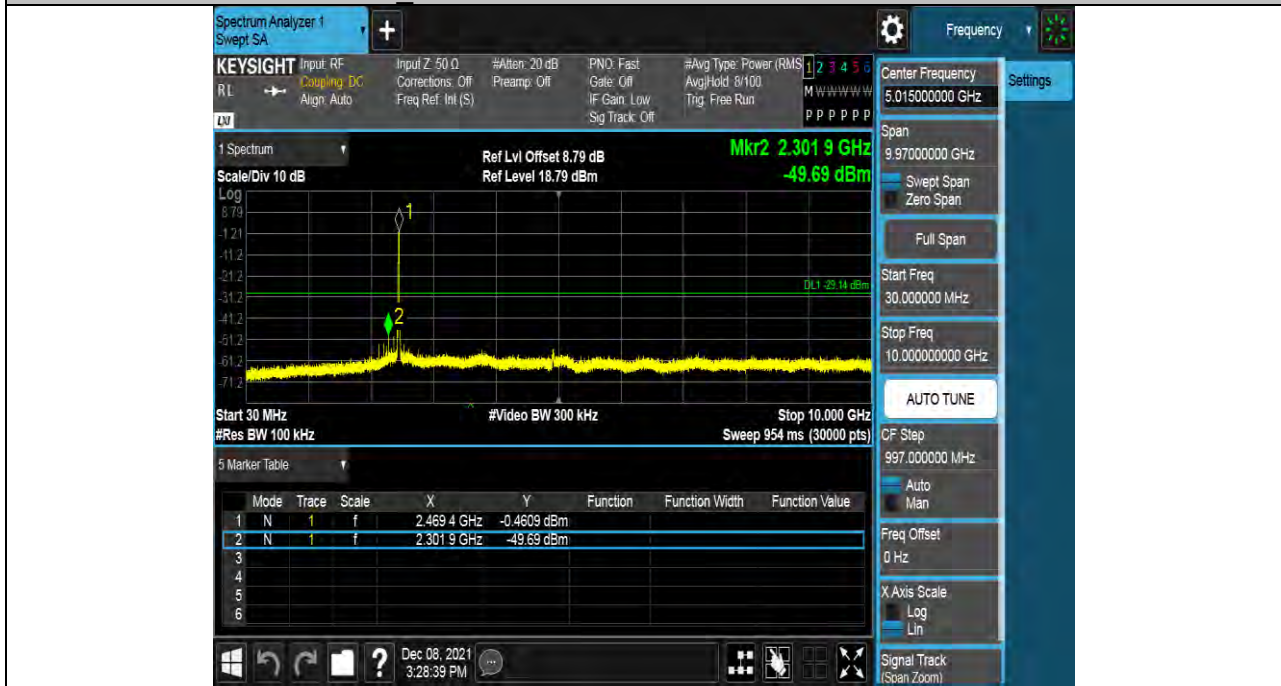 Spectrum Analyzer 1
Swept SA
+
Frequency
KEYSIGHT Input: RF
RL
Coupling: DC
Align: Auto
LXI
Input Z: 50 Ω
Corrections: Off
Freq Ref: Int (S)
#Atten: 20 dB
Preamp: Off
PNO: Fast
Gate: Off
IF Gain: Low
Sig Track: Off
#Avg Type: Power (RMS
Avg|Hold: 8/100
Trig: Free Run
1 2 3 4 5 6
M W W W W W
P P P P P P
1 Spectrum
Scale/Div 10 dB
Ref Lvl Offset 8.79 dB
Ref Level 18.79 dBm
Mkr2 2.301 9 GHz
-49.69 dBm
Log
8.79
-1.21
-11.2
-21.2
-31.2
-41.2
-51.2
-61.2
-71.2
1
2
DL1 -29.14 dBm
Start 30 MHz
#Res BW 100 kHz
#Video BW 300 kHz
Stop 10.000 GHz
Sweep 954 ms (30000 pts)
5 Marker Table
Mode Trace Scale X Y Function Function Width Function Value
1 N 1 f 2.469 4 GHz -0.4609 dBm
2 N 1 f 2.301 9 GHz -49.69 dBm
3
4
5
6
Dec 08, 2021
3:28:39 PM
?
Center Frequency
5.015000000 GHz
Settings
Span
9.97000000 GHz
Swept Span
Zero Span
Full Span
Start Freq
30.000000 MHz
Stop Freq
10.000000000 GHz
AUTO TUNE
CF Step
997.000000 MHz
Auto
Man
Freq Offset
0 Hz
X Axis Scale
Log
Lin
Signal Track
(Span Zoom)